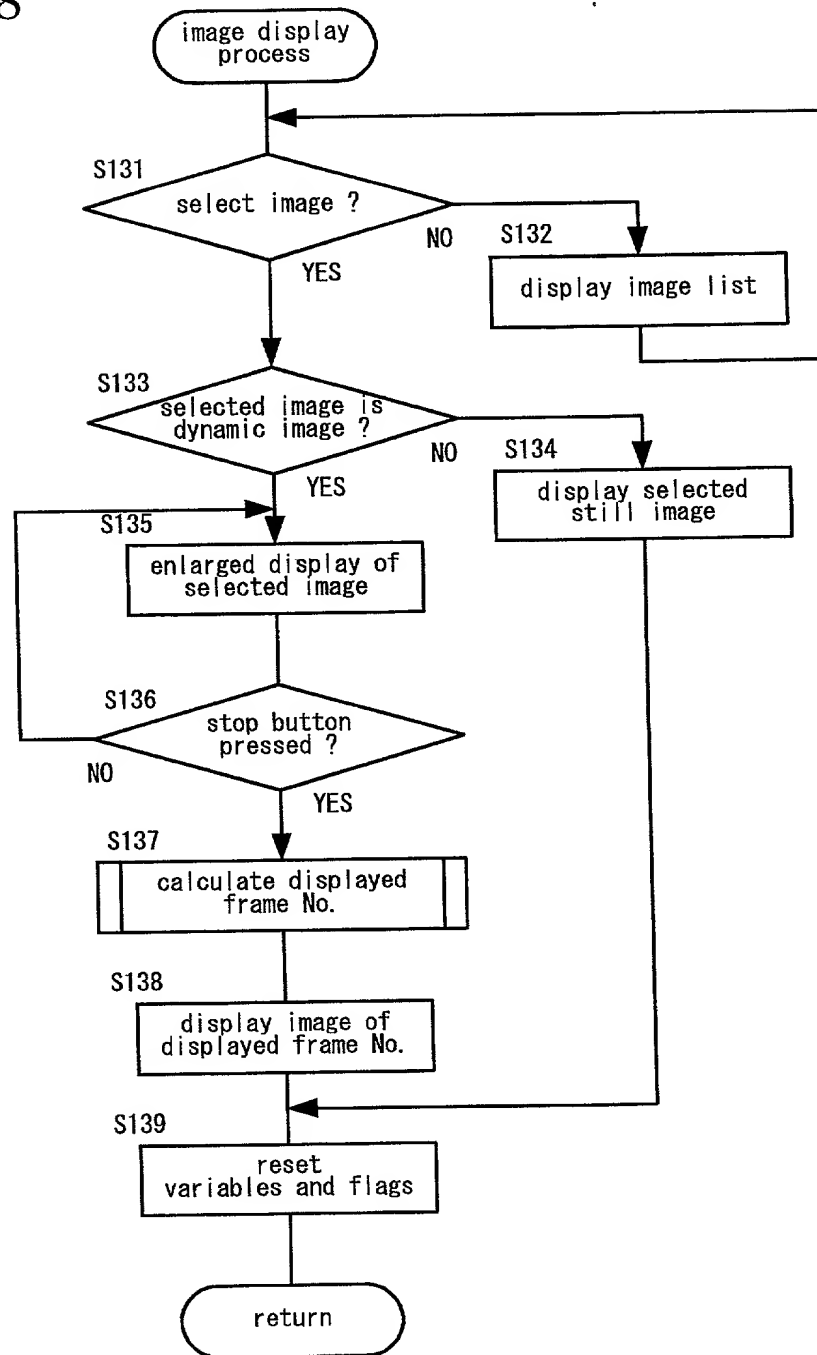 8
image display
process
S131
select image ?
NO
YES
S132
display image list
S133
selected image is
dynamic image ?
NO
YES
S134
display selected
still image
S135
enlarged display of
selected image
S136
stop button
pressed ?
NO
YES
S137
calculate displayed
frame No.
S138
display image of
displayed frame No.
S139
reset
variables and flags
return